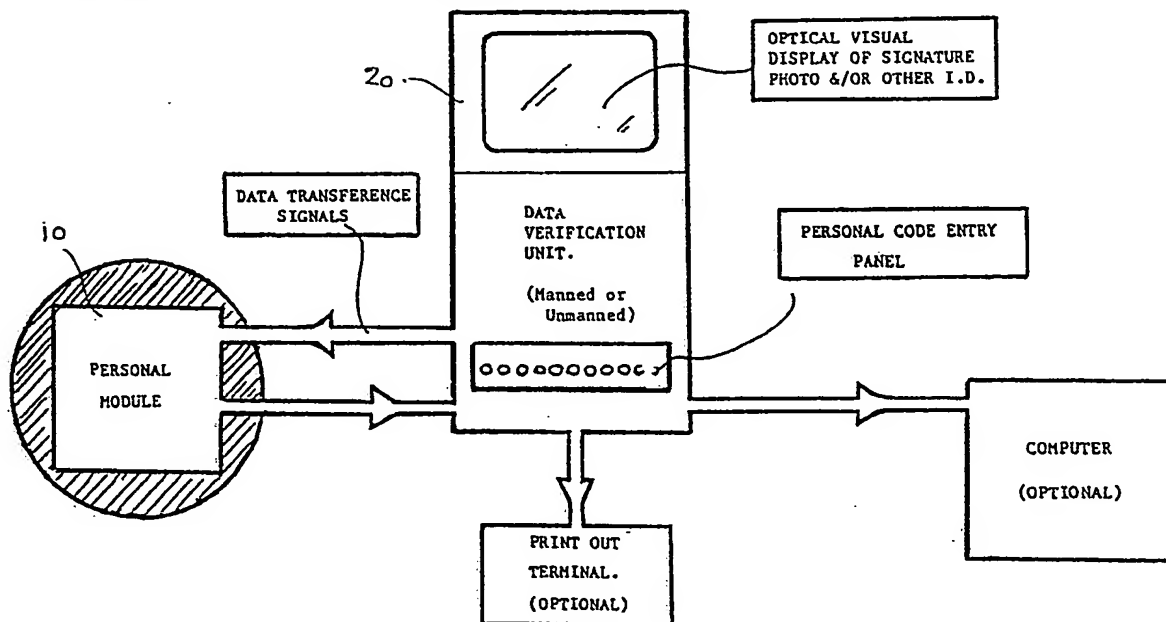 OPTICAL VISUAL
DISPLAY OF SIGNATURE
PHOTO &/OR OTHER I.D.
20
DATA TRANSFERENCE
SIGNALS
DATA
VERIFICATION
UNIT.
(Manned or
Unmanned)
PERSONAL CODE ENTRY
PANEL
10
PERSONAL
MODULE
COMPUTER
(OPTIONAL)
PRINT OUT
TERMINAL.
(OPTIONAL)